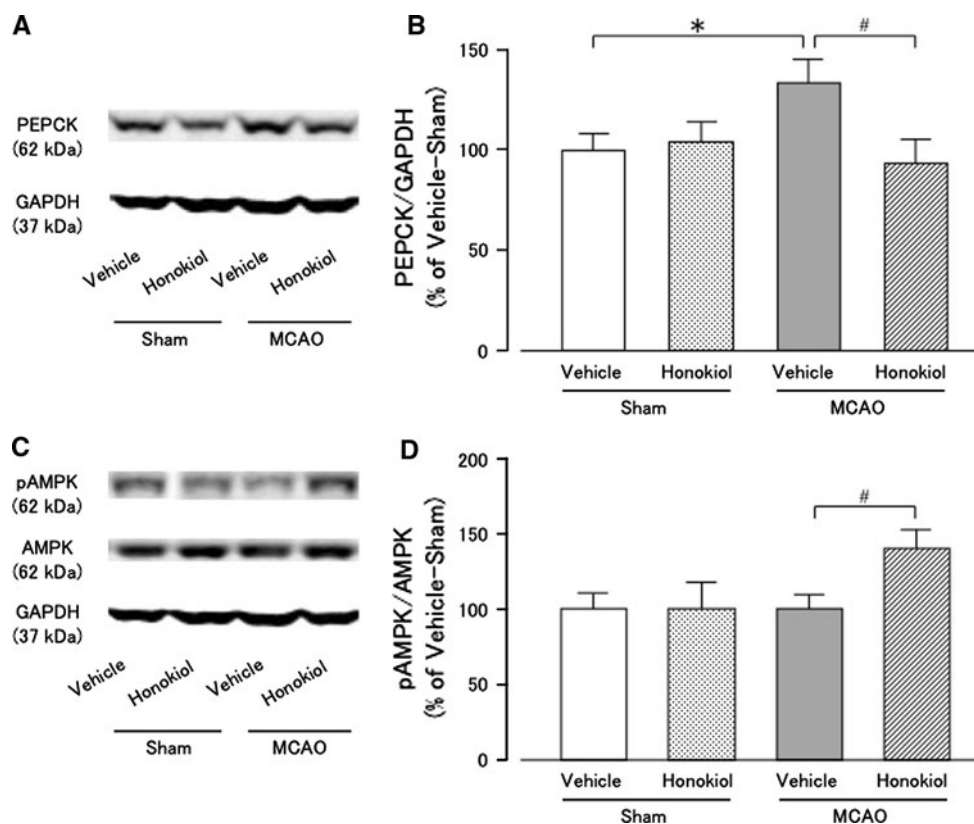 A
PEPCK
(62 kDa)
GAPDH
(37 kDa)
Vehicle
Honokiol
Vehicle
Honokiol
Sham
MCAO
B
PEPCK/GAPDH
(% of Vehicle-Sham)
150
100
50
0
*
#
Vehicle
Honokiol
Vehicle
Honokiol
Sham
MCAO
C
pAMPK
(62 kDa)
AMPK
(62 kDa)
GAPDH
(37 kDa)
Vehicle
Honokiol
Vehicle
Honokiol
Sham
MCAO
D
pAMPK/AMPK
(% of Vehicle-Sham)
200
150
100
50
0
#
Vehicle
Honokiol
Vehicle
Honokiol
Sham
MCAO